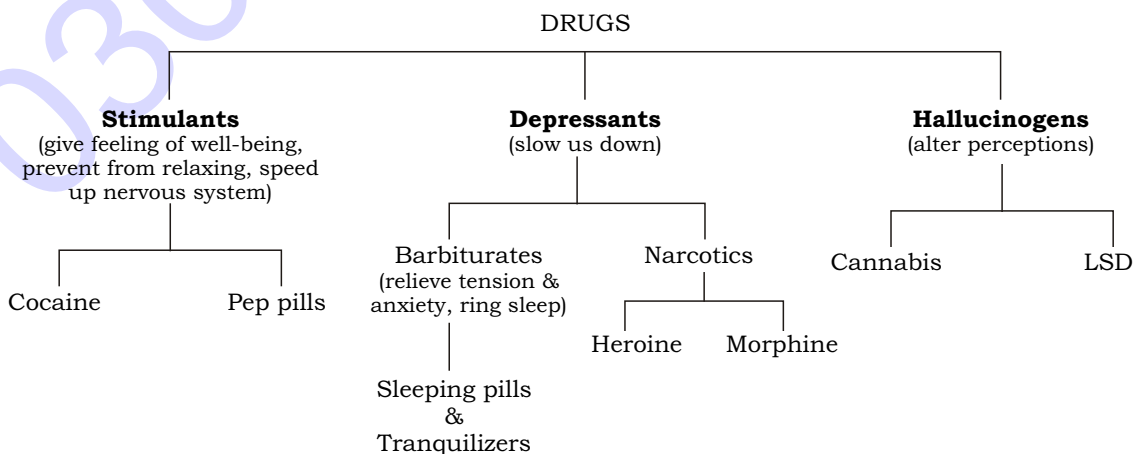 DRUGS
Stimulants
(give feeling of well-being,
prevent from relaxing, speed
up nervous system)
Depressants
(slow us down)
Hallucinogens
(alter perceptions)
Cocaine
Pep pills
Barbiturates
(relieve tension &
anxiety, ring sleep)
Narcotics
Cannabis
LSD
Heroine
Morphine
Sleeping pills
&
Tranquilizers
030